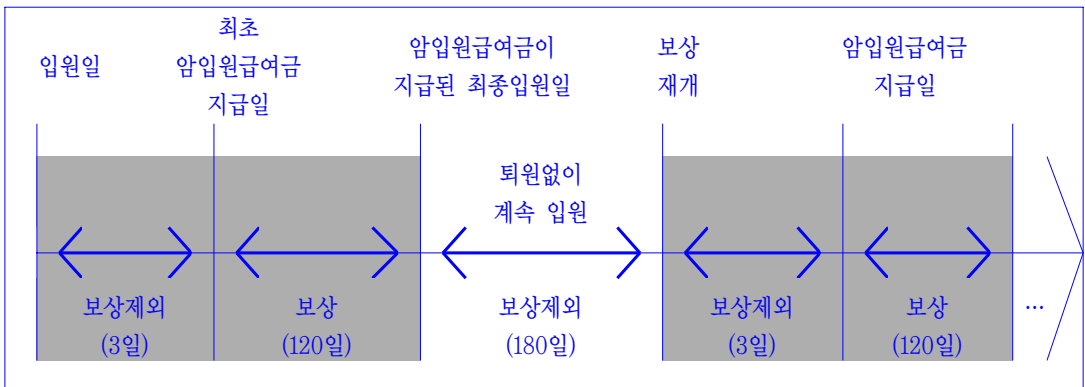 입원일
최초
암입원급여금
지급일
암입원급여금이
지급된 최종입원일
보상
재개
암입원급여금
지급일
퇴원없이
계속 입원
보상제외
(3일)
보상
(120일)
보상제외
(180일)
보상제외
(3일)
보상
(120일)
…